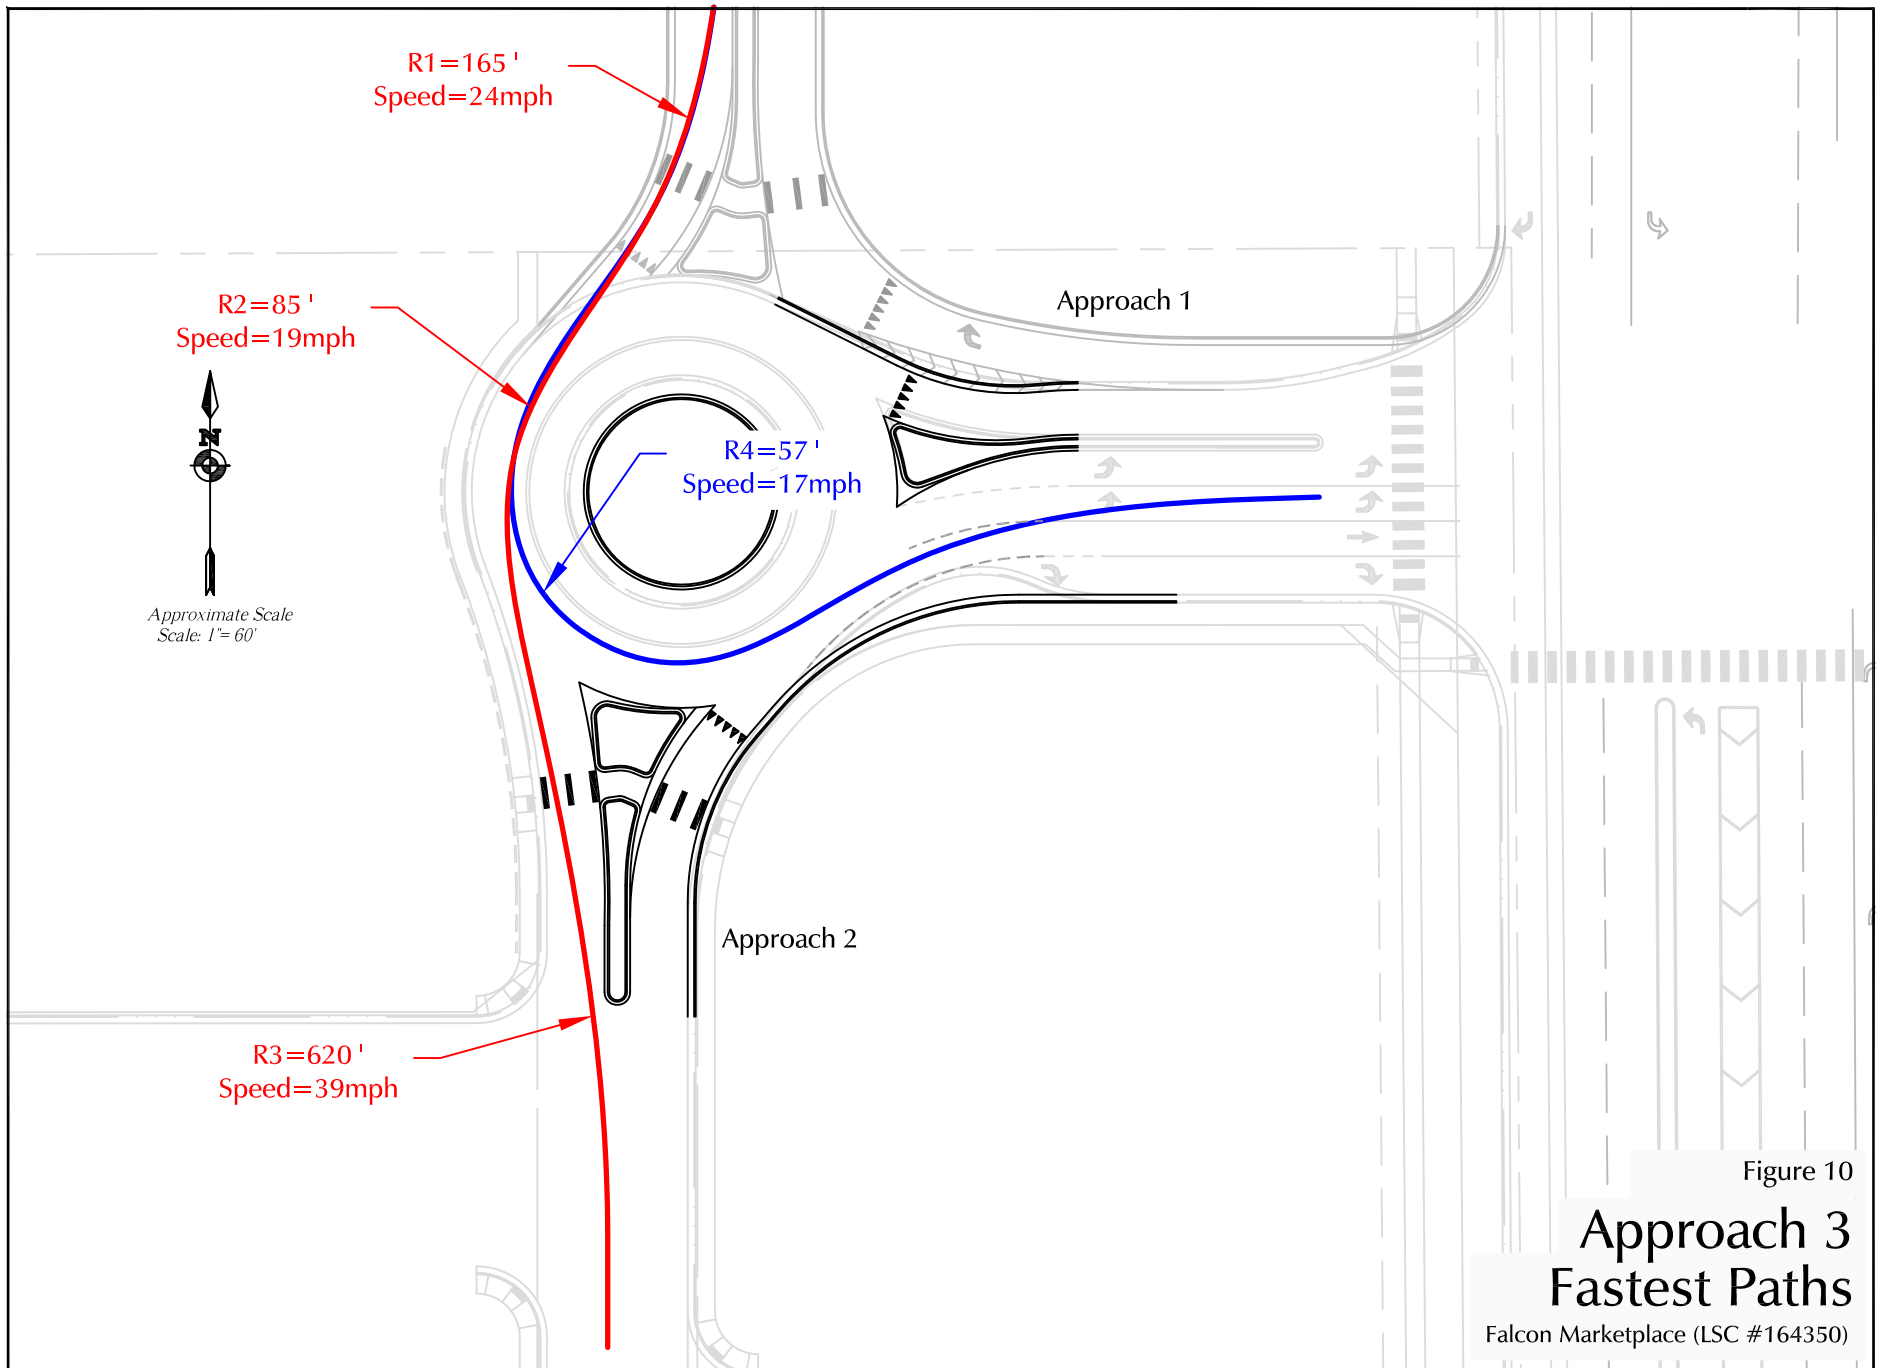 R1=165 '
Speed=24mph
R2=85 '
Speed=19mph
Approach 1
N
R4=57 '
Speed=17mph
Approximate Scale
Scale: 1"= 60'
Approach 2
R3=620 '
Speed=39mph
Figure 10
Approach 3
Fastest Paths
Falcon Marketplace (LSC #164350)